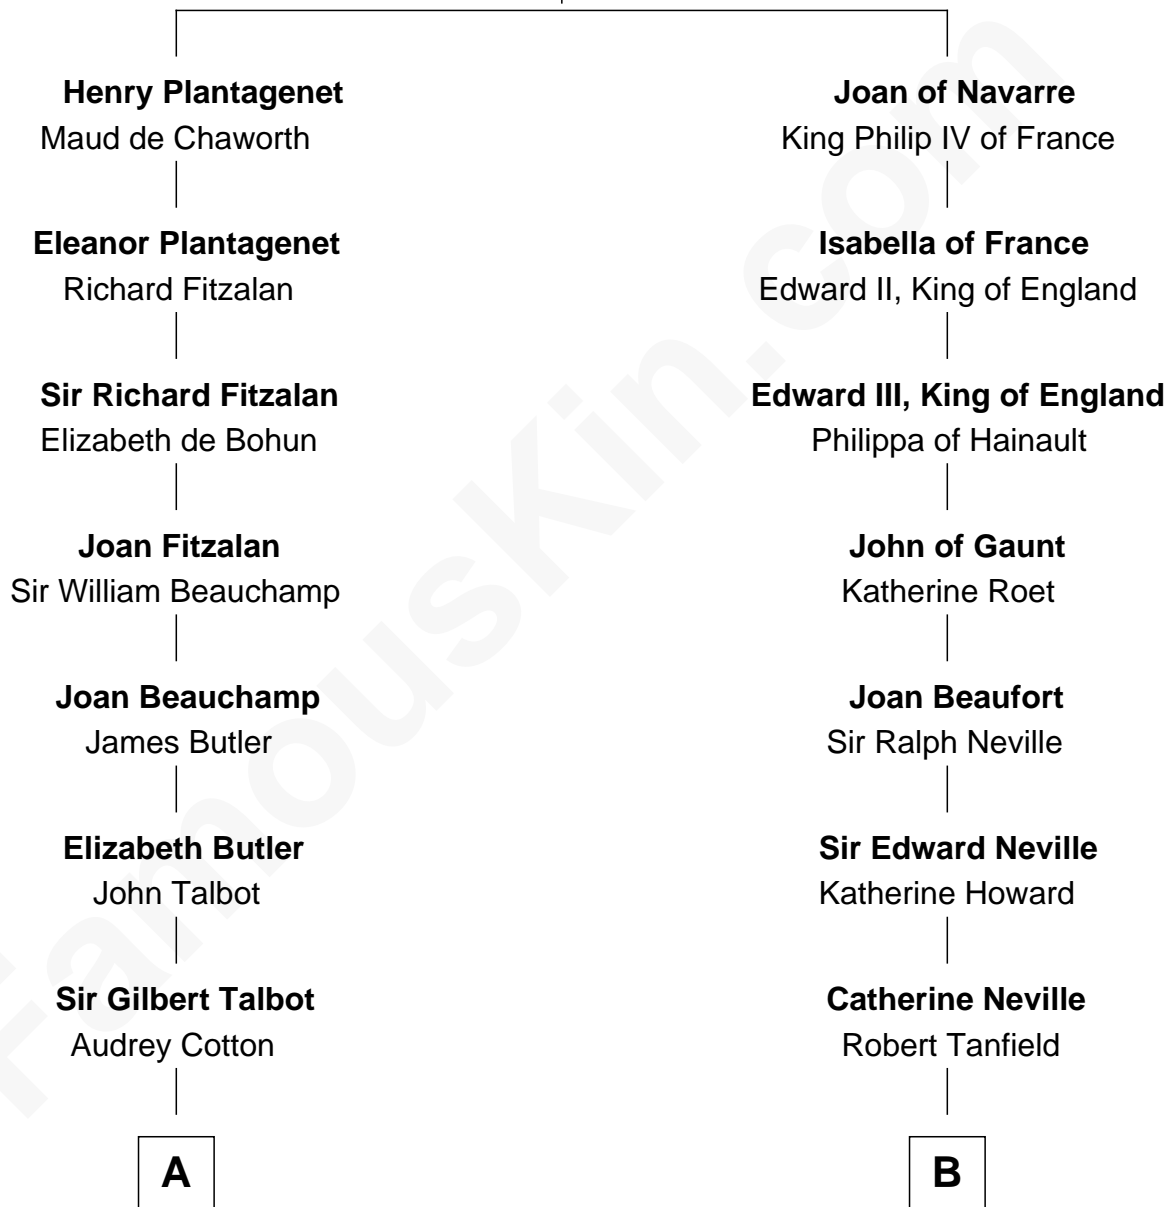 Henry Plantagenet
Maud de Chaworth
Eleanor Plantagenet
Richard Fitzalan
Sir Richard Fitzalan
Elizabeth de Bohun
Joan Fitzalan
Sir William Beauchamp
Joan Beauchamp
James Butler
Elizabeth Butler
John Talbot
Sir Gilbert Talbot
Audrey Cotton
A
Joan of Navarre
King Philip IV of France
Isabella of France
Edward II, King of England
Edward III, King of England
Philippa of Hainault
John of Gaunt
Katherine Roet
Joan Beaufort
Sir Ralph Neville
Sir Edward Neville
Katherine Howard
Catherine Neville
Robert Tanfield
B
FamousKin.com